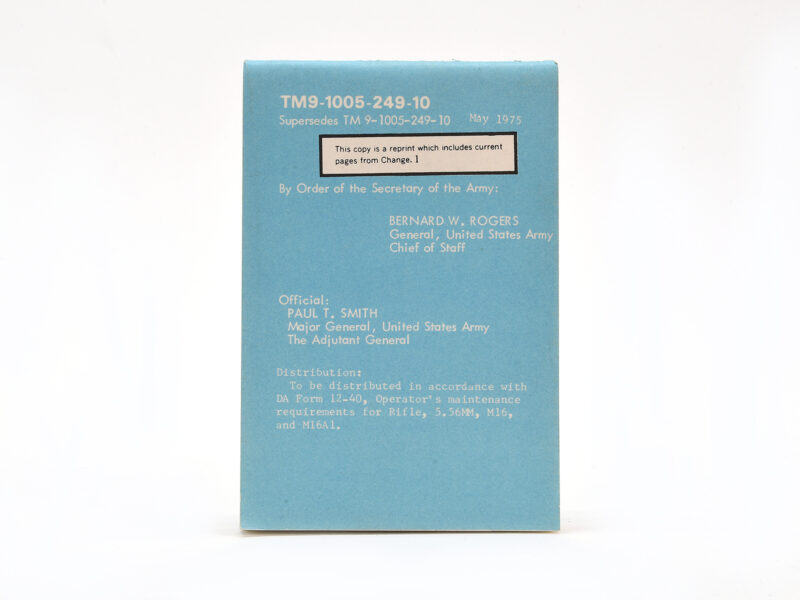 TM9-1005-249-10
Supersedes TM 9-1005-249-10 May 1975
This copy is a reprint which includes current
pages from Change. 1
By Order of the Secretary of the Army:
BERNARD W. ROGERS
General, United States Army
Chief of Staff
Official:
PAUL T. SMITH
Major General, United States Army
The Adjutant General
Distribution:
To be distributed in accordance with
DA Form 12-40, Operator's maintenance
requirements for Rifle, 5.56MM, M16,
and M16A1.